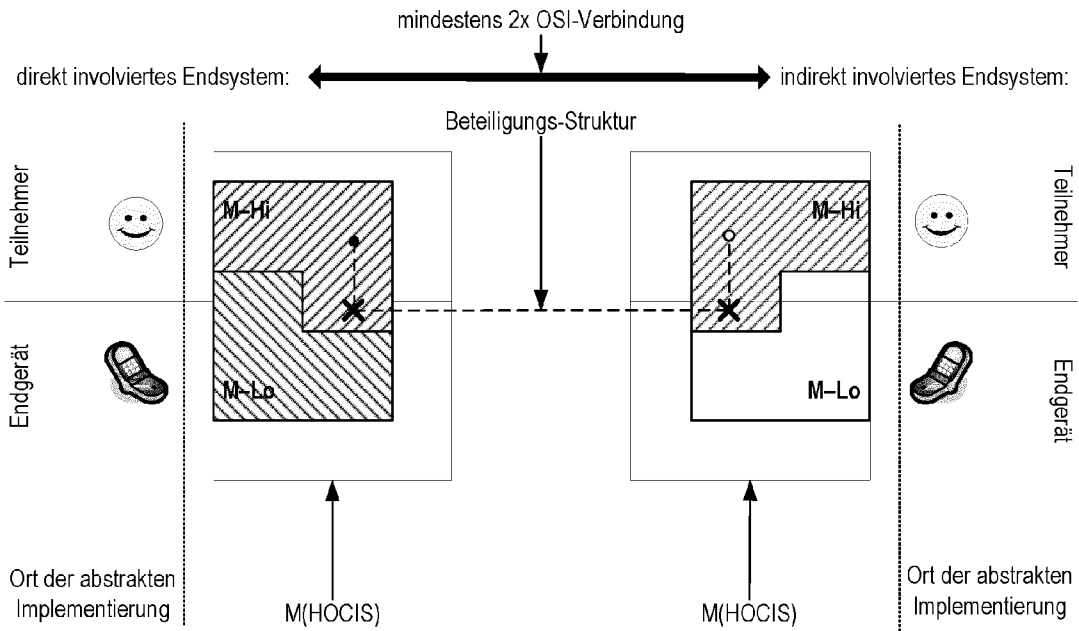 mindestens 2x OSI-Verbindung
direkt involviertes Endsystem:
indirekt involviertes Endsystem:
Beteiligungs-Struktur
Teilnehmer
M–Hi
M–Hi
Teilnehmer
Endgerät
M–Lo
M–Lo
Endgerät
Ort der abstrakten
Implementierung
M(HOCIS)
M(HOCIS)
Ort der abstrakten
Implementierung